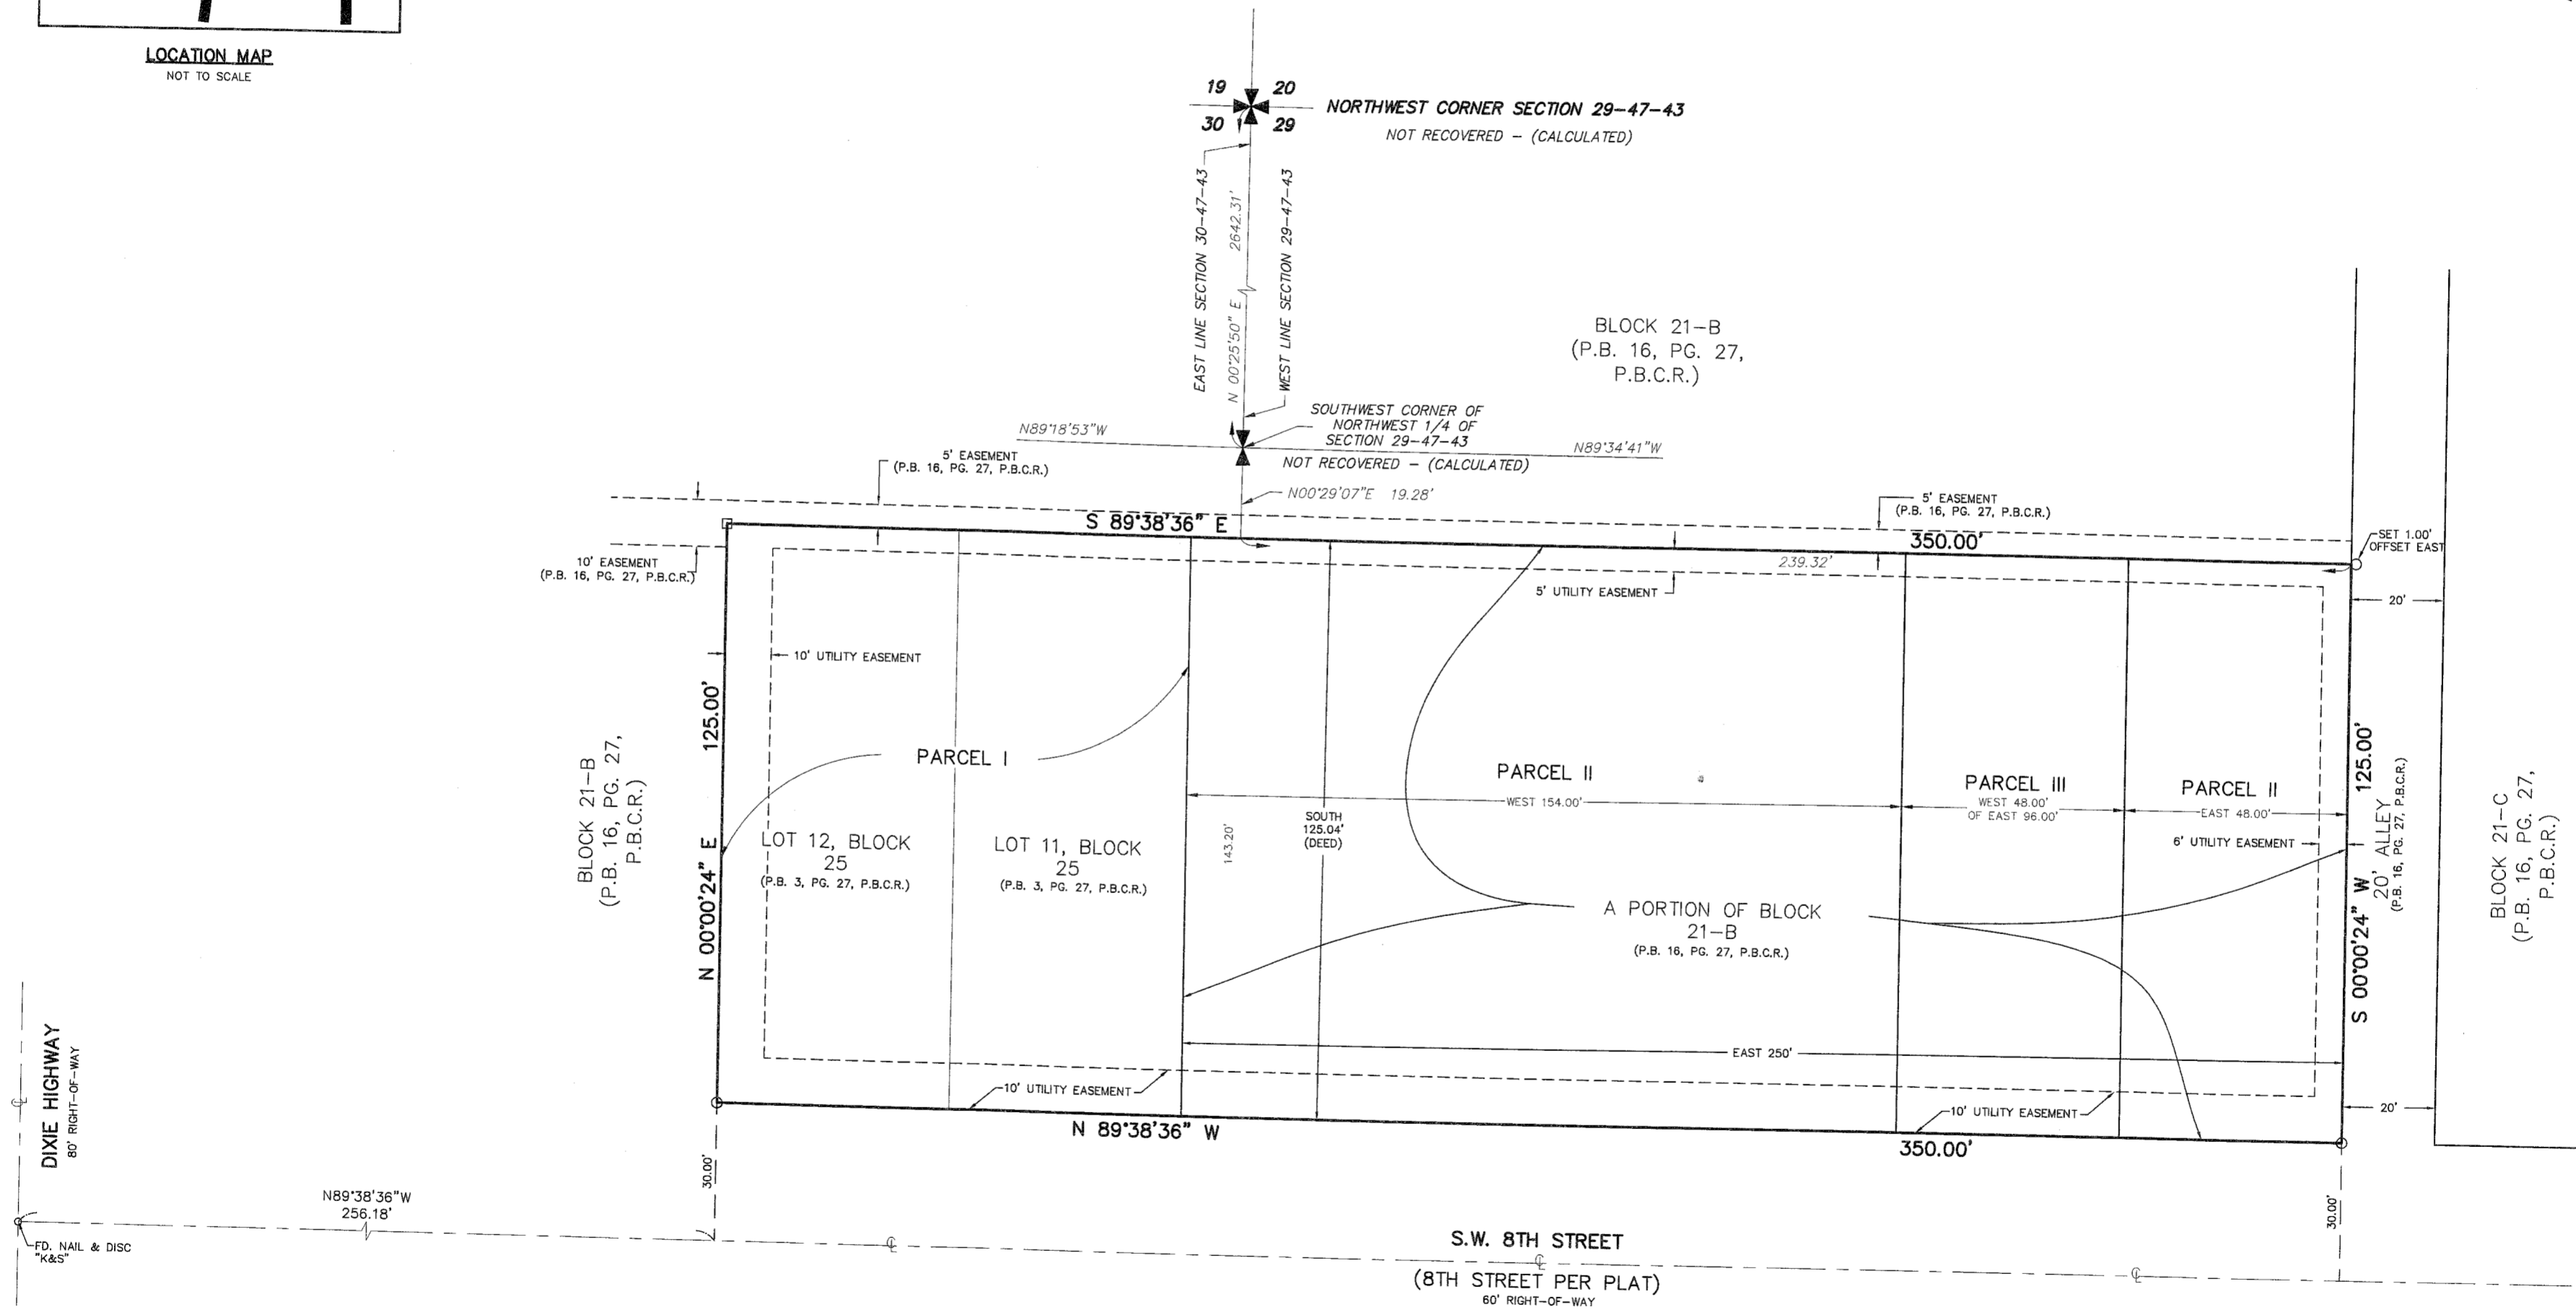 LOCATION MAP
NOT TO SCALE
19
20
30
29
NORTHWEST CORNER SECTION 29-47-43
NOT RECOVERED - (CALCULATED)
EAST LINE SECTION 30-47-43
N 00°25'50" E 2642.31'
WEST LINE SECTION 29-47-43
BLOCK 21-B
(P.B. 16, PG. 27,
P.B.C.R.)
SOUTHWEST CORNER OF
NORTHWEST 1/4 OF
SECTION 29-47-43
NOT RECOVERED - (CALCULATED)
N89°18'53"W
N89°34'41"W
N00°29'07"E 19.28'
5' EASEMENT
(P.B. 16, PG. 27, P.B.C.R.)
5' EASEMENT
(P.B. 16, PG. 27, P.B.C.R.)
S 89°38'36" E
350.00'
239.32'
SET 1.00'
OFFSET EAST
10' EASEMENT
(P.B. 16, PG. 27, P.B.C.R.)
5' UTILITY EASEMENT
20'
10' UTILITY EASEMENT
BLOCK 21-B
(P.B. 16, PG. 27,
P.B.C.R.)
N 00°00'24" E 125.00'
PARCEL I
LOT 12, BLOCK
25
(P.B. 3, PG. 27, P.B.C.R.)
LOT 11, BLOCK
25
(P.B. 3, PG. 27, P.B.C.R.)
143.20'
SOUTH
125.04'
(DEED)
PARCEL II
WEST 154.00'
PARCEL III
WEST 48.00'
OF EAST 96.00'
PARCEL II
EAST 48.00'
6' UTILITY EASEMENT
A PORTION OF BLOCK
21-B
(P.B. 16, PG. 27, P.B.C.R.)
S 00°00'24" W 125.00'
20' ALLEY
(P.B. 16, PG. 27, P.B.C.R.)
BLOCK 21-C
(P.B. 16, PG. 27,
P.B.C.R.)
EAST 250'
10' UTILITY EASEMENT
10' UTILITY EASEMENT
20'
N 89°38'36" W
350.00'
DIXIE HIGHWAY
80' RIGHT-OF-WAY
30.00'
30.00'
N89°38'36"W
256.18'
FD. NAIL & DISC
"K&S"
S.W. 8TH STREET
(8TH STREET PER PLAT)
60' RIGHT-OF-WAY